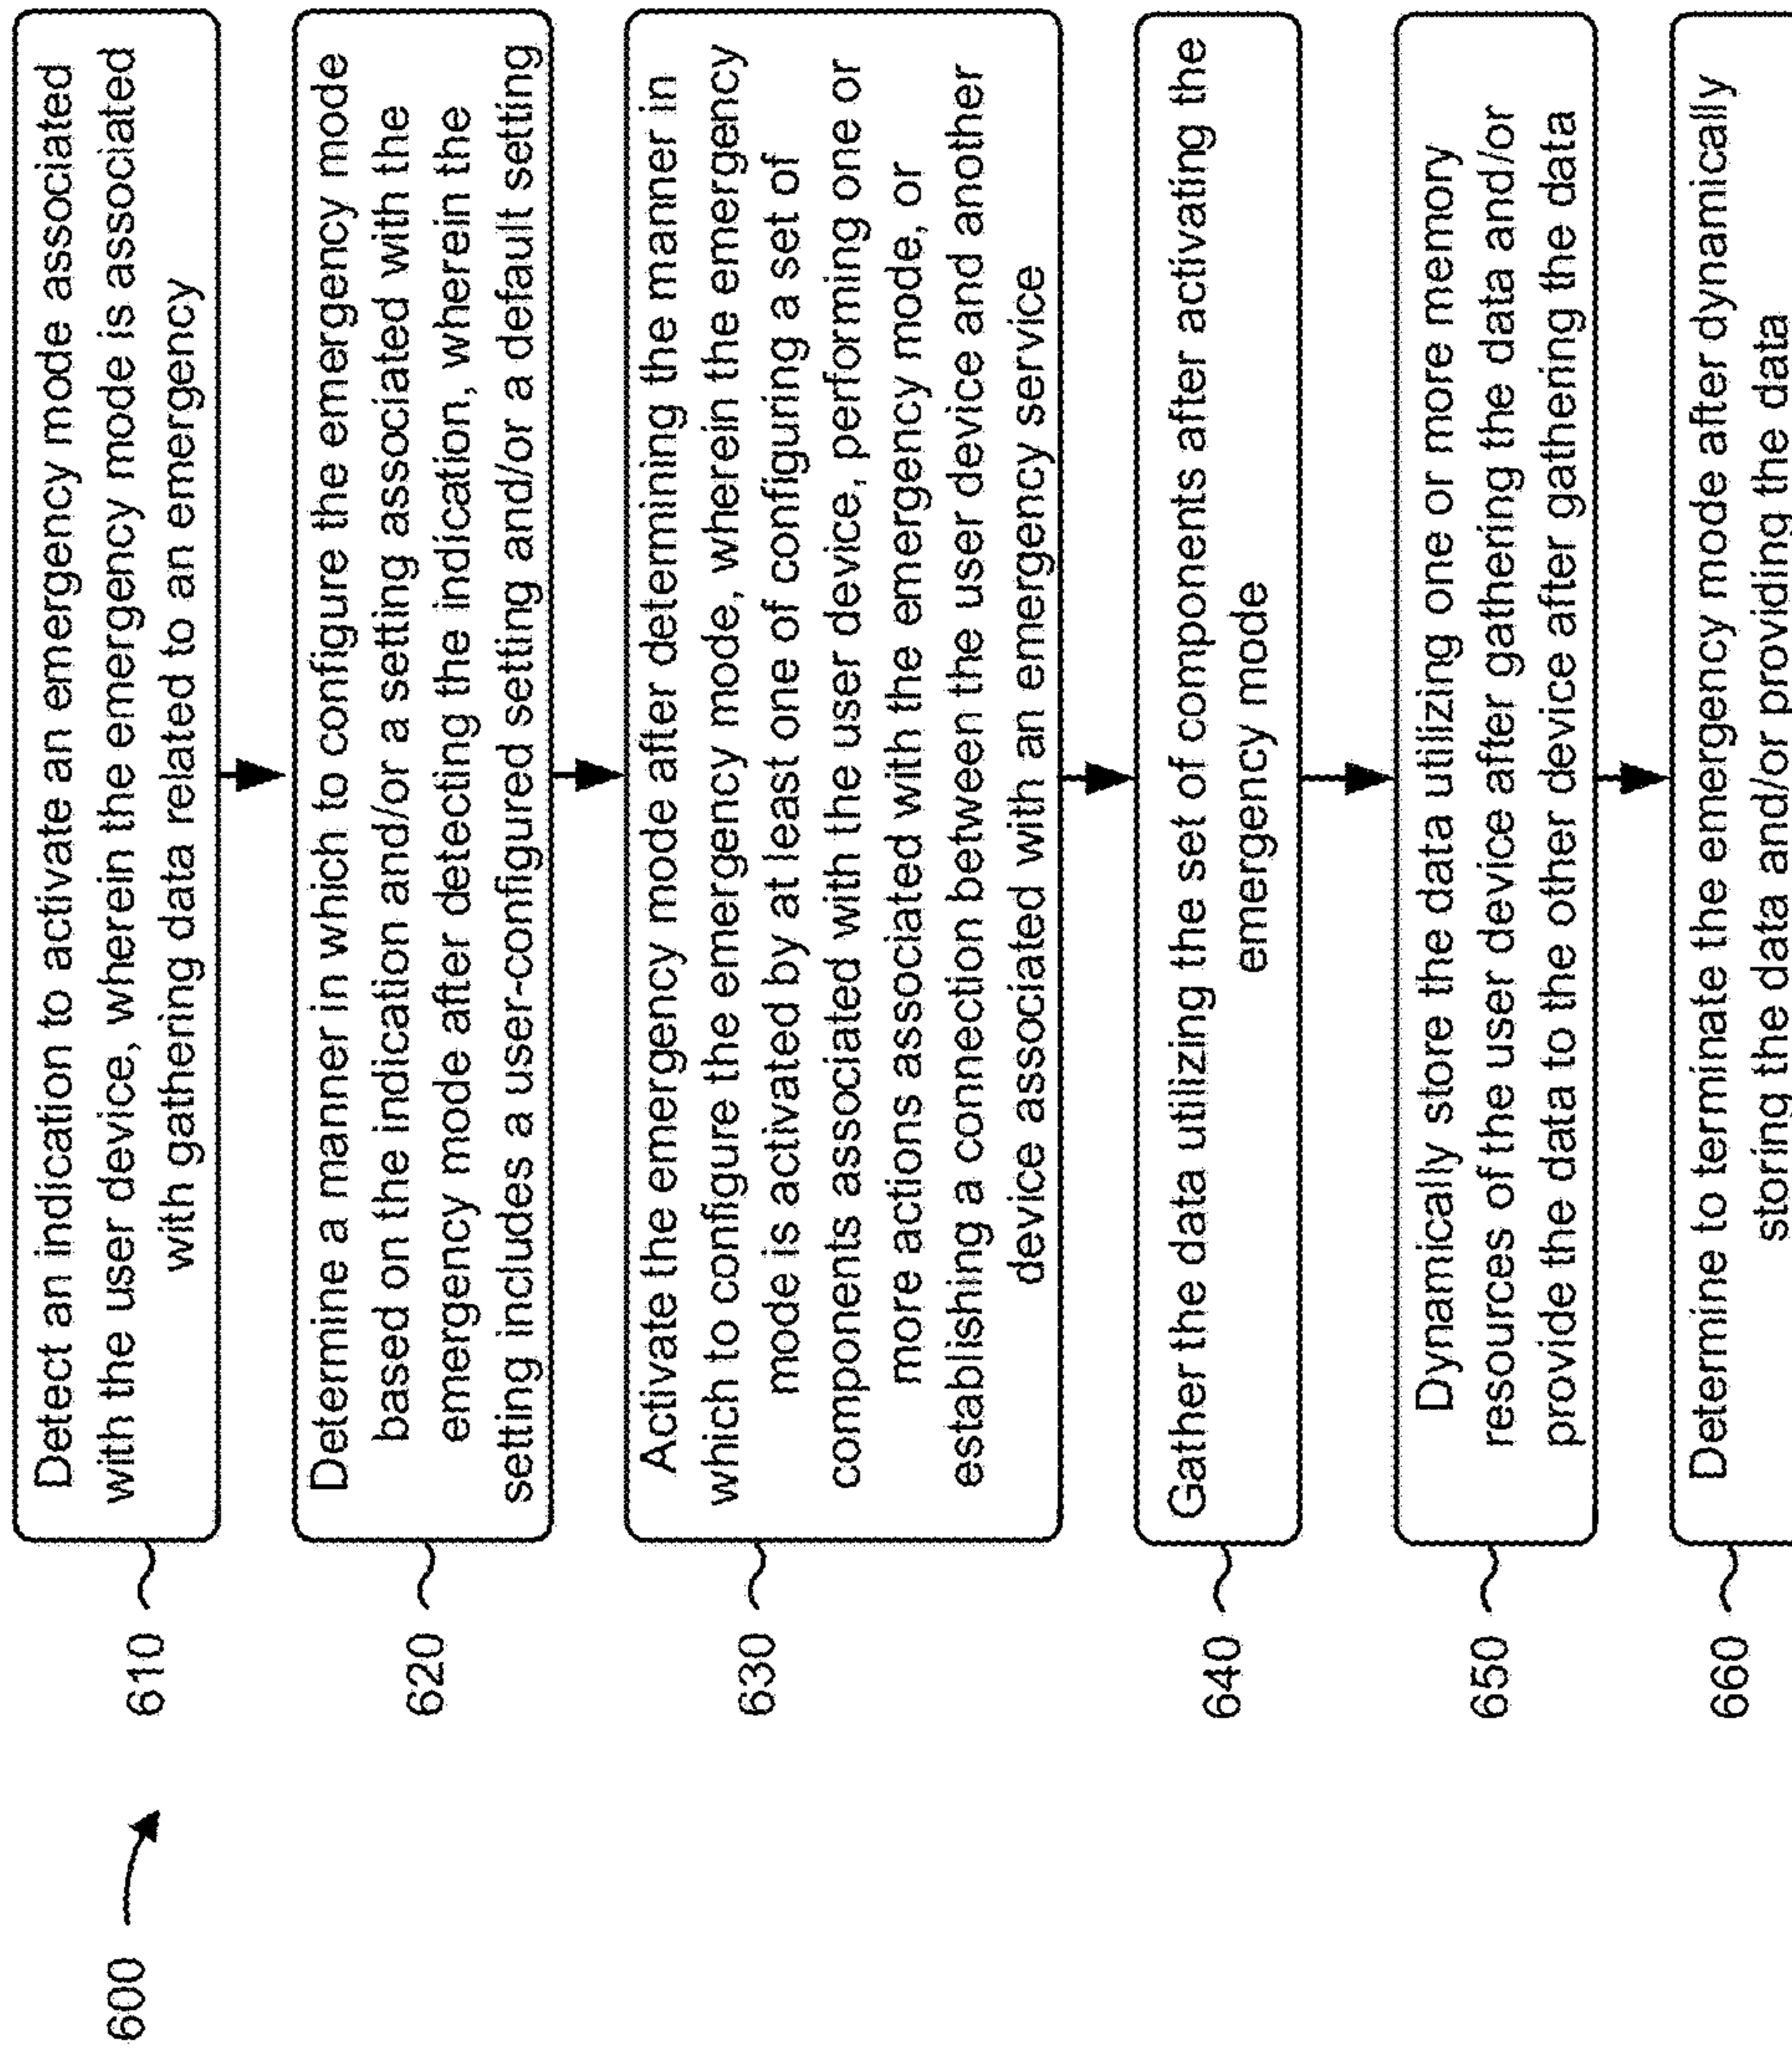 600
610
Detect an indication to activate an emergency mode associated
with the user device, wherein the emergency mode is associated
with gathering data related to an emergency
620
Determine a manner in which to configure the emergency mode
based on the indication and/or a setting associated with the
emergency mode after detecting the indication, wherein the
setting includes a user-configured setting and/or a default setting
630
Activate the emergency mode after determining the manner in
which to configure the emergency mode, wherein the emergency
mode is activated by at least one of configuring a set of
components associated with the user device, performing one or
more actions associated with the emergency mode, or
establishing a connection between the user device and another
device associated with an emergency service
640
Gather the data utilizing the set of components after activating the
emergency mode
650
Dynamically store the data utilizing one or more memory
resources of the user device after gathering the data and/or
provide the data to the other device after gathering the data
660
Determine to terminate the emergency mode after dynamically
storing the data and/or providing the data